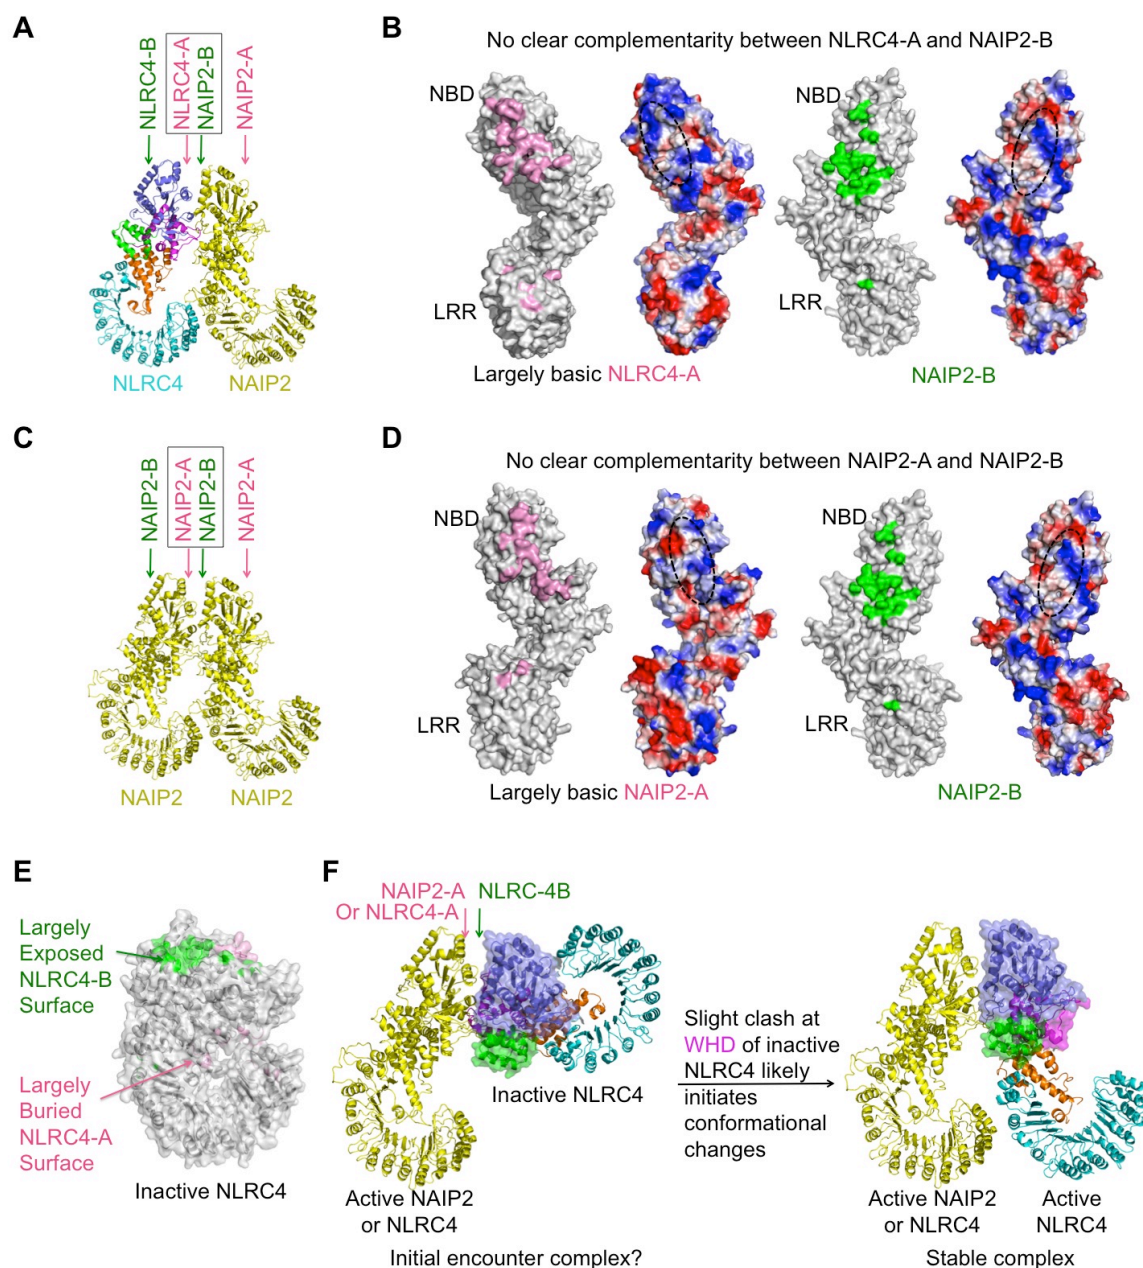 A
NLRC4-B
NLRC4-A
NAIP2-B
NAIP2-A
NLRC4
NAIP2
B
No clear complementarity between NLRC4-A and NAIP2-B
NBD
LRR
Largely basic NLRC4-A
NBD
LRR
NAIP2-B
C
NAIP2-B
NAIP2-A
NAIP2-B
NAIP2-A
NAIP2
NAIP2
D
No clear complementarity between NAIP2-A and NAIP2-B
NBD
LRR
Largely basic NAIP2-A
NBD
LRR
NAIP2-B
E
Largely
Exposed
NLRC4-B
Surface
Largely
Buried
NLRC4-A
Surface
Inactive NLRC4
F
NAIP2-A
Or NLRC4-A
NLRC-4B
Inactive NLRC4
Active NAIP2
or NLRC4
Initial encounter complex?
Slight clash at
WHD of inactive
NLRC4 likely
initiates
conformational
changes
Active NAIP2
or NLRC4
Active
NLRC4
Stable complex